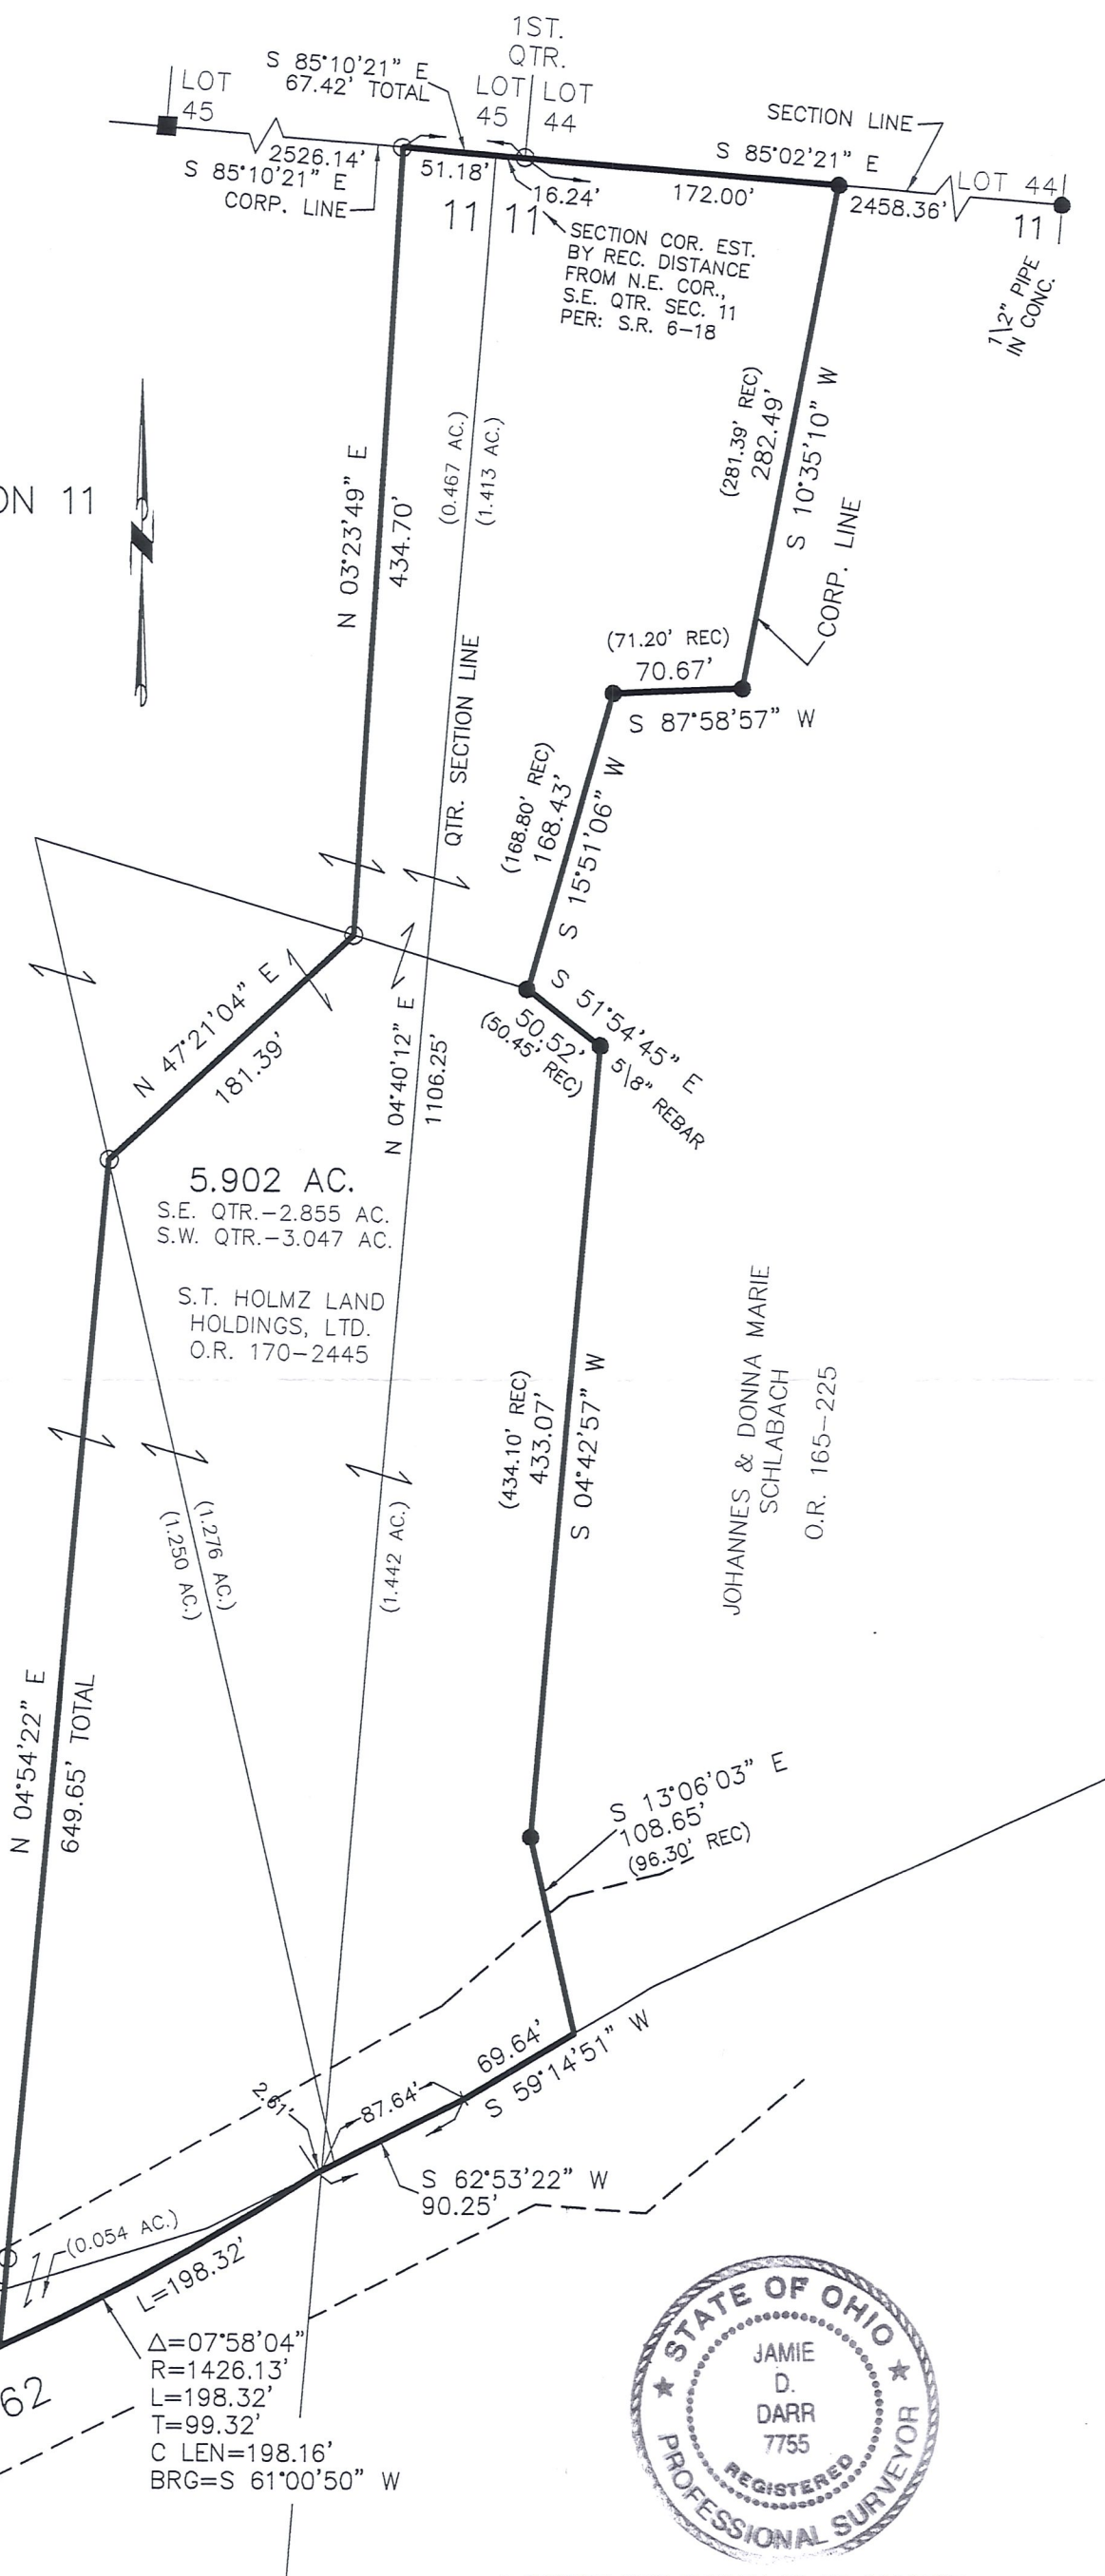 1ST.
QTR.
S 85°10'21" E
67.42' TOTAL
LOT
45
LOT
45
LOT
44
SECTION LINE
2526.14'
S 85°10'21" E
CORP. LINE
51.18'
16.24'
S 85°02'21" E
172.00'
2458.36'
LOT 44
11
11
11
1\2" PIPE
IN CONC.
SECTION COR. EST.
BY REC. DISTANCE
FROM N.E. COR.,
S.E. QTR. SEC. 11
PER: S.R. 6-18
ON 11
N 03°23'49" E
434.70'
(0.467 AC.)
(1.413 AC.)
(281.39' REC)
282.49'
S 10°35'10" W
CORP. LINE
QTR. SECTION LINE
(71.20' REC)
70.67'
S 87°58'57" W
(168.80' REC)
168.43'
S 15°51'06" W
S 51°54'45" E
50.52'
(50.45' REC)
5\8" REBAR
N 47°21'04" E
181.39'
N 04°40'12" E
1106.25'
5.902 AC.
S.E. QTR.-2.855 AC.
S.W. QTR.-3.047 AC.
S.T. HOLMZ LAND
HOLDINGS, LTD.
O.R. 170-2445
JOHANNES & DONNA MARIE
SCHLABACH
O.R. 165-225
(434.10' REC)
433.07'
S 04°42'57" W
(1.276 AC.)
(1.250 AC.)
(1.442 AC.)
N 04°54'22" E
649.65' TOTAL
S 13°06'03" E
108.65'
(96.30' REC)
69.64'
S 59°14'51" W
2.61'
87.64'
S 62°53'22" W
90.25'
(0.054 AC.)
L=198.32'
△=07°58'04"
R=1426.13'
L=198.32'
T=99.32'
C LEN=198.16'
BRG=S 61°00'50" W
62
STATE OF OHIO
JAMIE
D.
DARR
7755
REGISTERED
PROFESSIONAL SURVEYOR